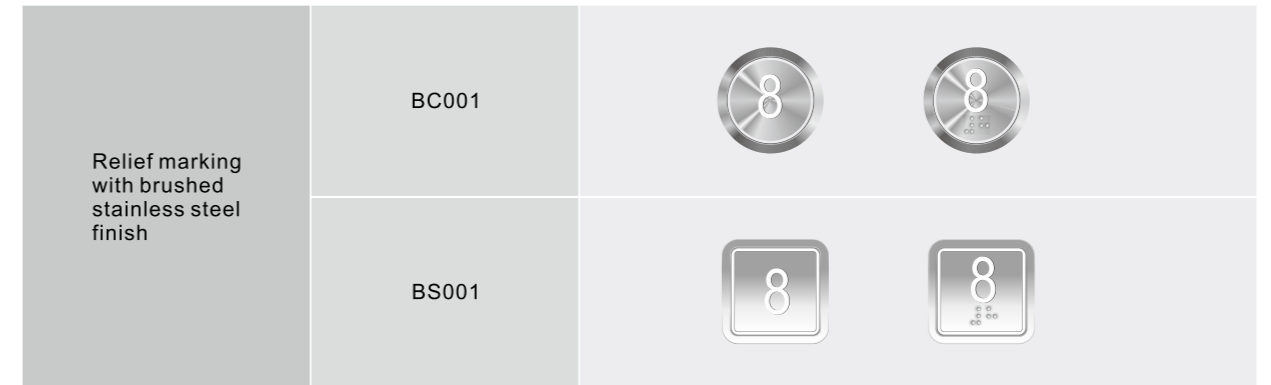 Relief marking
with brushed
stainless steel
finish
BC001
8
8
BS001
8
8